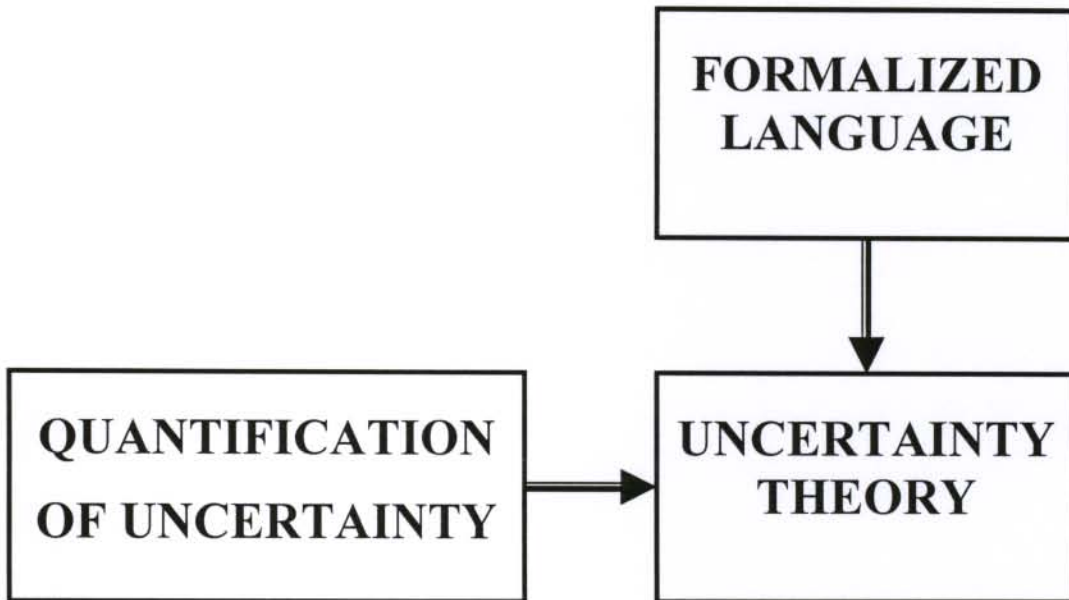 FORMALIZED
LANGUAGE
QUANTIFICATION
OF UNCERTAINTY
UNCERTAINTY
THEORY